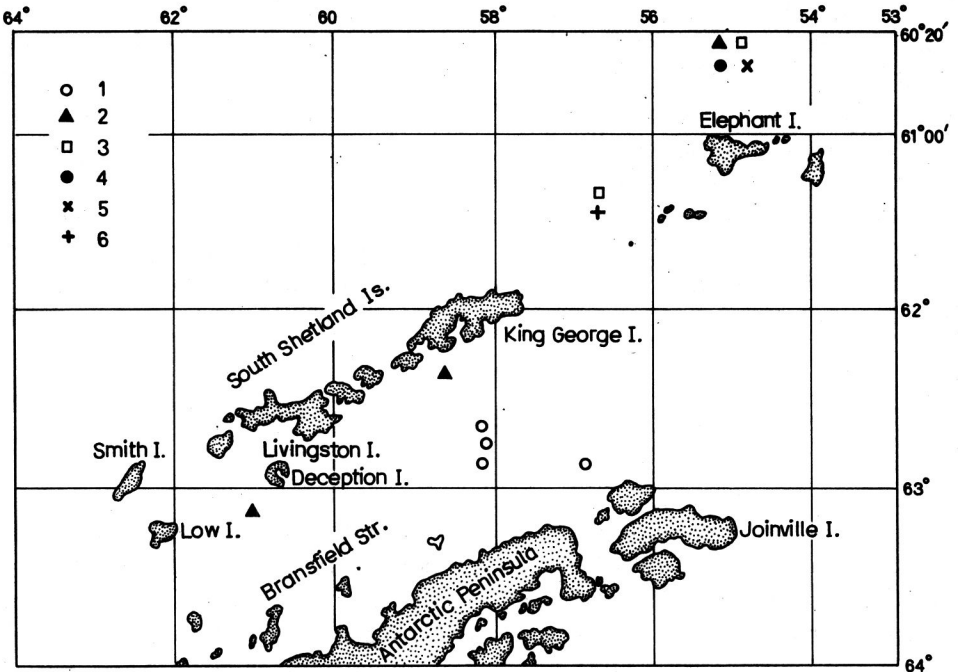 64° 62° 60 58° 56 54° 53°
60°20'
1
2
3
4
5
6
Elephant I.
61°00'
South Shetland Is.
62°
King George I.
Smith I.
Livingston I.
Deception I.
63°
Low I.
Joinville I.
Bransfield Str.
Antarctic Peninsula
64°